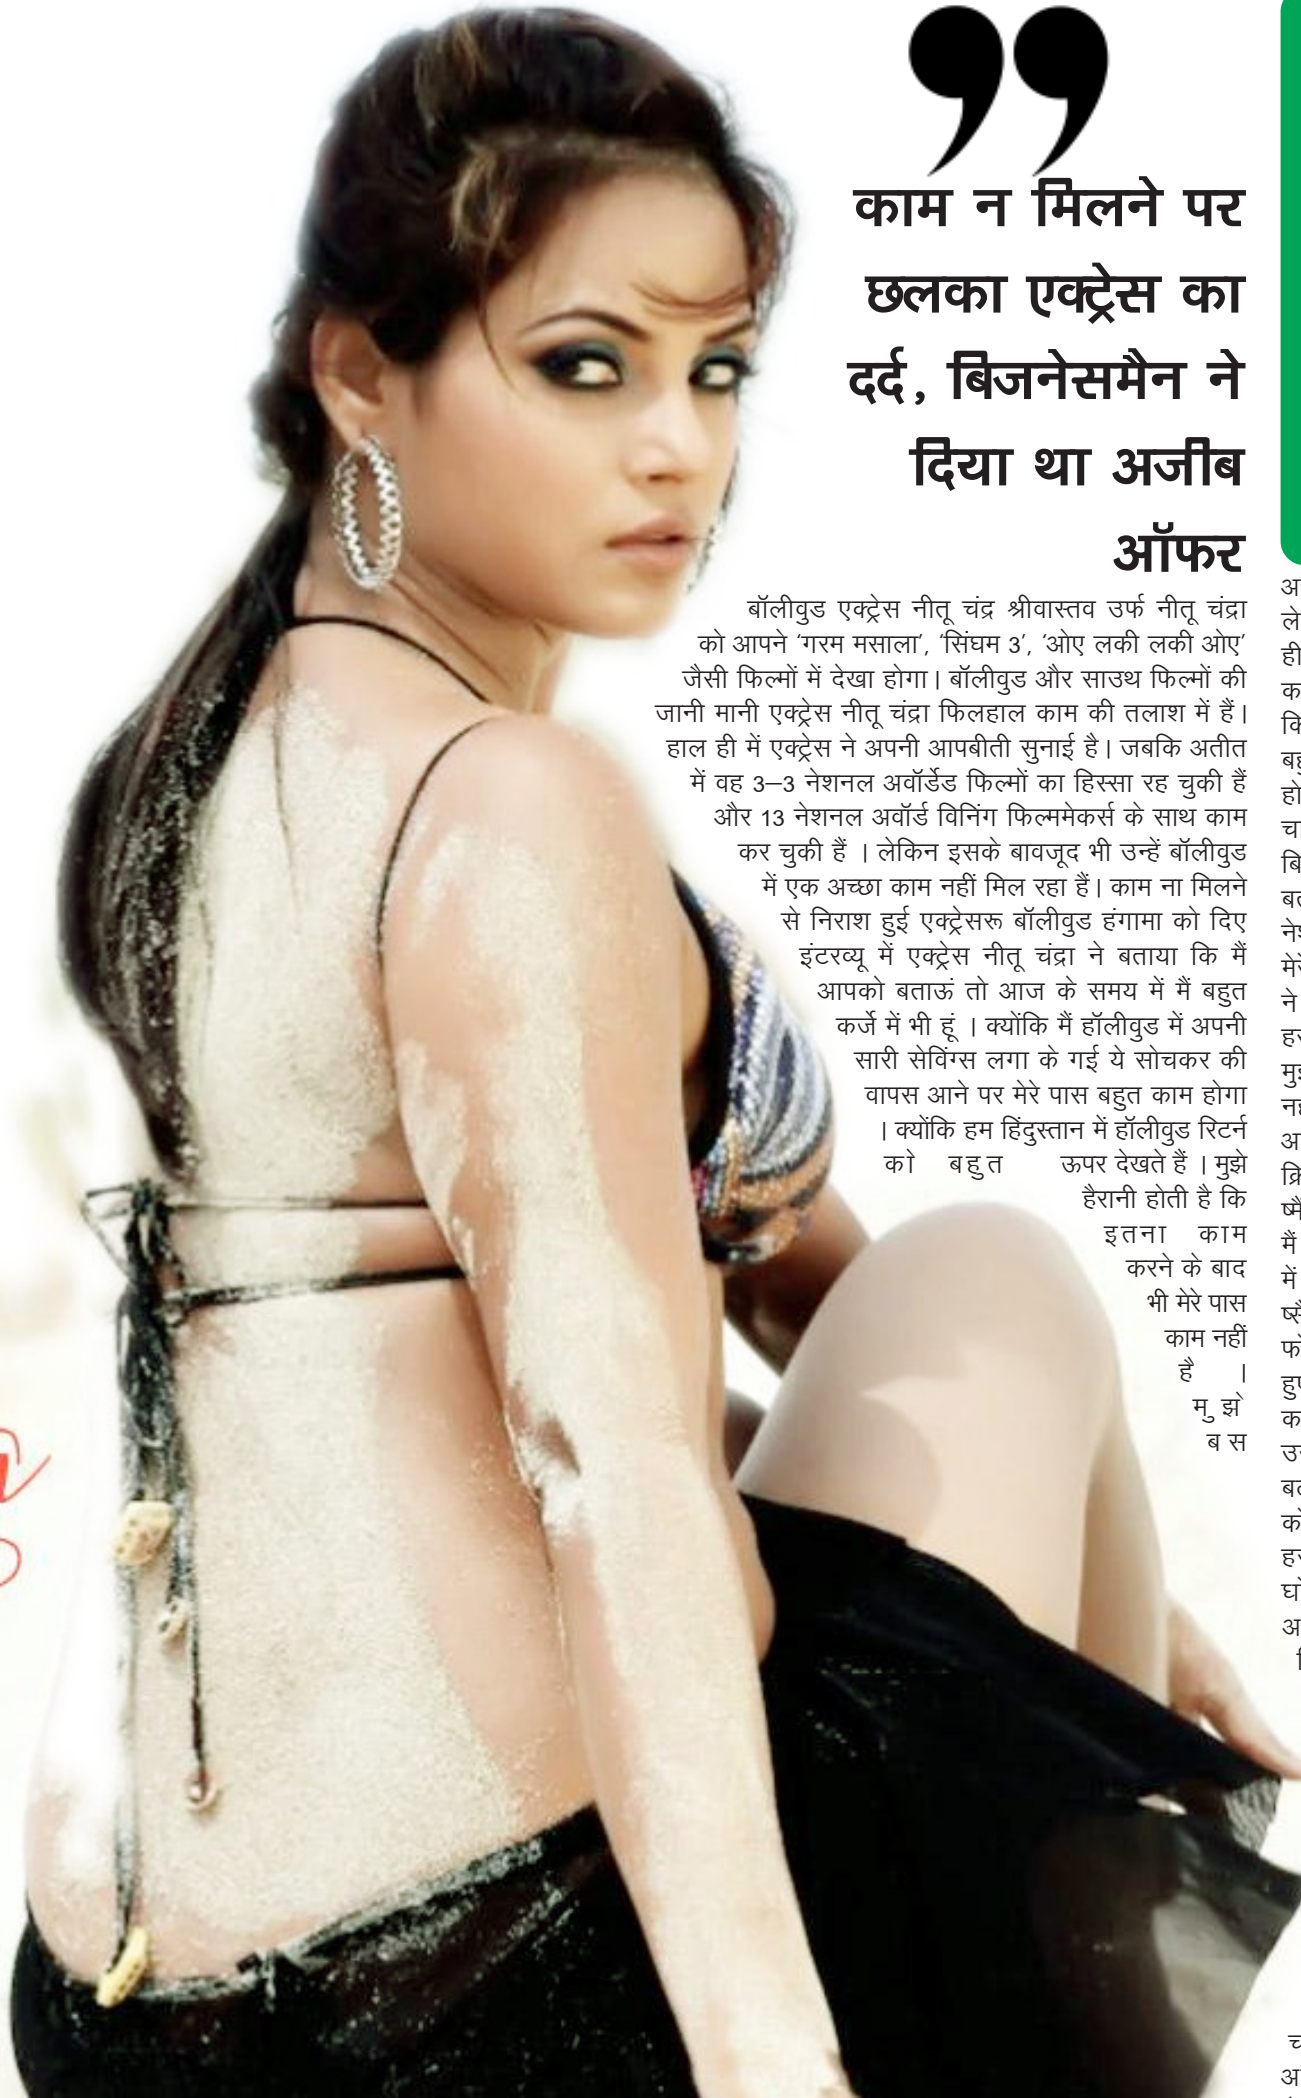 काम न मिलने पर
छलका एक्ट्रेस का
दर्द, बिजनेसमैन ने
दिया था अजीब
ऑफर
बॉलीवुड एक्ट्रेस नीतू चंद्र श्रीवास्तव उर्फ नीतू चंद्रा
को आपने ‘गरम मसाला’, ‘सिंघम 3’, ‘ओए लकी लकी ओए’
जैसी फिल्मों में देखा होगा। बॉलीवुड और साउथ फिल्मों की
जानी मानी एक्ट्रेस नीतू चंद्रा फिलहाल काम की तलाश में हैं।
हाल ही में एक्ट्रेस ने अपनी आपबीती सुनाई है। जबकि अतीत
में वह 3–3 नेशनल अवॉर्डेड फिल्मों का हिस्सा रह चुकी हैं
और 13 नेशनल अवॉर्ड विनिंग फिल्ममेकर्स के साथ काम
कर चुकी हैं । लेकिन इसके बावजूद भी उन्हें बॉलीवुड
में एक अच्छा काम नहीं मिल रहा हैं। काम ना मिलने
से निराश हुई एक्ट्रेसरू बॉलीवुड हंगामा को दिए
इंटरव्यू में एक्ट्रेस नीतू चंद्रा ने बताया कि मैं
आपको बताऊं तो आज के समय में मैं बहुत
कर्जे में भी हूं । क्योंकि मैं हॉलीवुड में अपनी
सारी सेविंग्स लगा के गई ये सोचकर की
वापस आने पर मेरे पास बहुत काम होगा
। क्योंकि हम हिंदुस्तान में हॉलीवुड रिटर्न
को बहुत ऊपर देखते हैं । मुझे
हैरानी होती है कि
इतना काम
करने के बाद
भी मेरे पास
काम नहीं
है ।
मुझे
बस